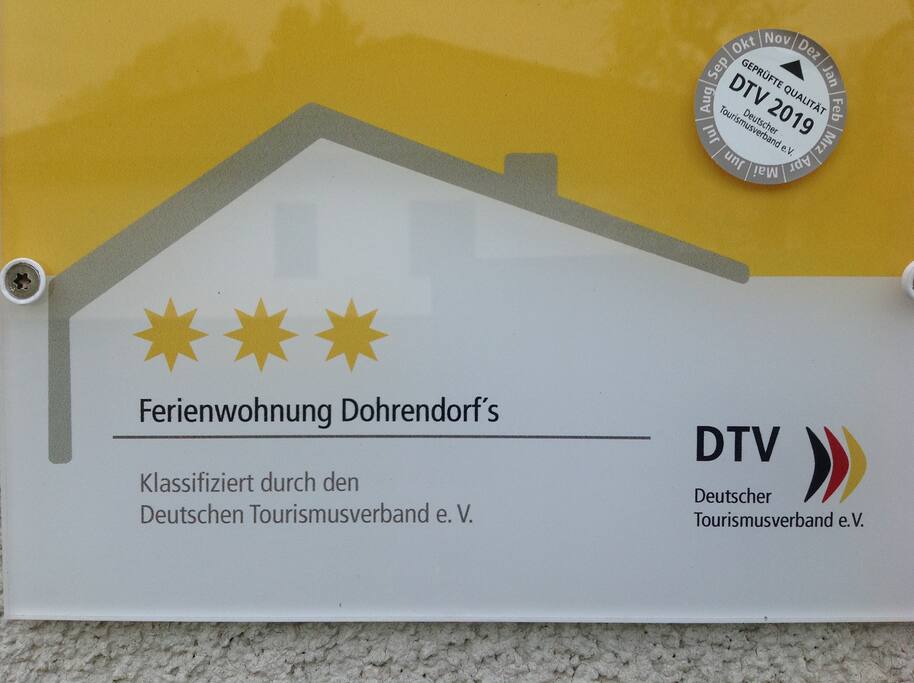 Okt Nov Dez Jan Feb Mrz Apr Mai Jun Jul Aug Sep
GEPRÜFTE QUALITÄT
DTV 2019
Deutscher
Tourismusverband e.V.
Ferienwohnung Dohrendorf´s
Klassifiziert durch den
Deutschen Tourismusverband e. V.
DTV
Deutscher
Tourismusverband e.V.